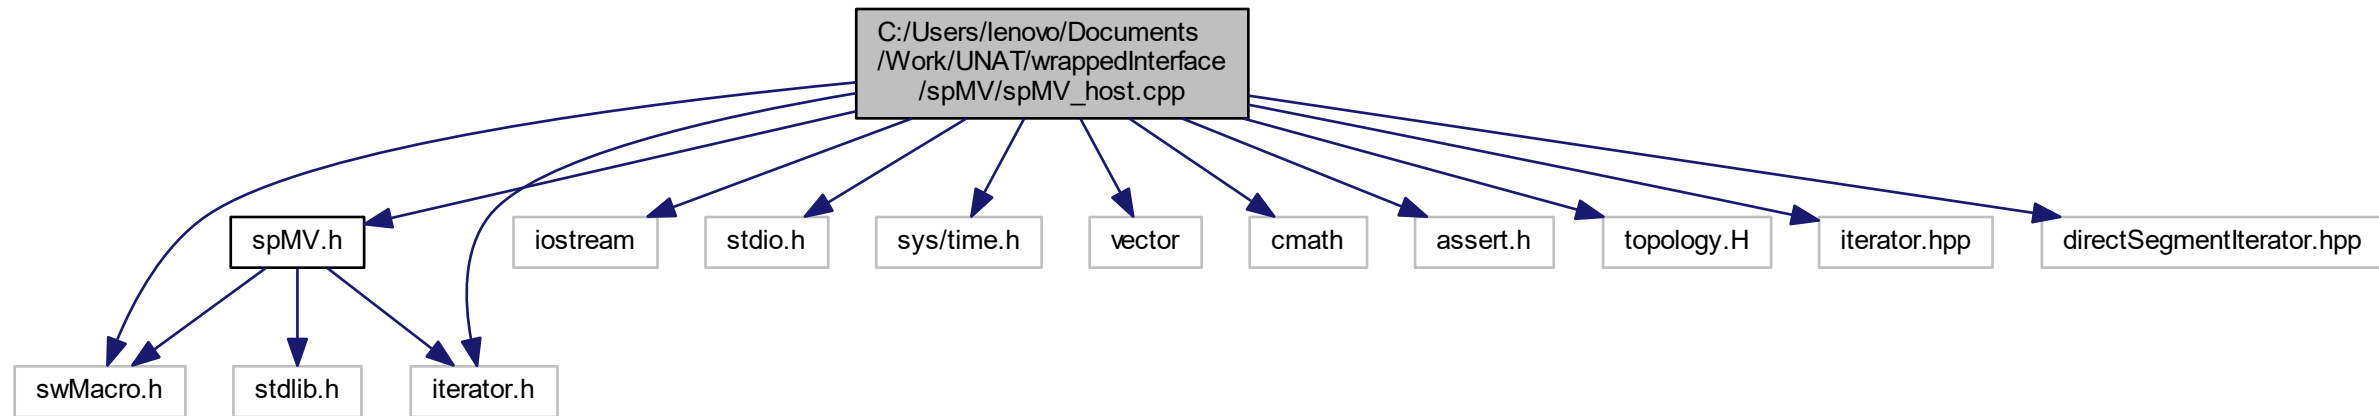 C:/Users/lenovo/Documents
/Work/UNAT/wrappedInterface
/spMV/spMV_host.cpp
spMV.h
iostream
stdio.h
sys/time.h
vector
cmath
assert.h
topology.H
iterator.hpp
directSegmentIterator.hpp
swMacro.h
stdlib.h
iterator.h